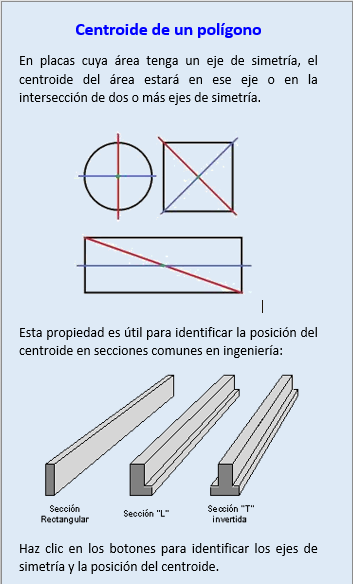 Centroide de un polígono
En placas cuya área tenga un eje de simetría, el
centroide del área estará en ese eje o en la
intersección de dos o más ejes de simetría.
Esta propiedad es útil para identificar la posición del
centroide en secciones comunes en ingeniería:
Sección
Rectangular
Sección "L"
Sección "T"
invertida
Haz clic en los botones para identificar los ejes de
simetría y la posición del centroide.